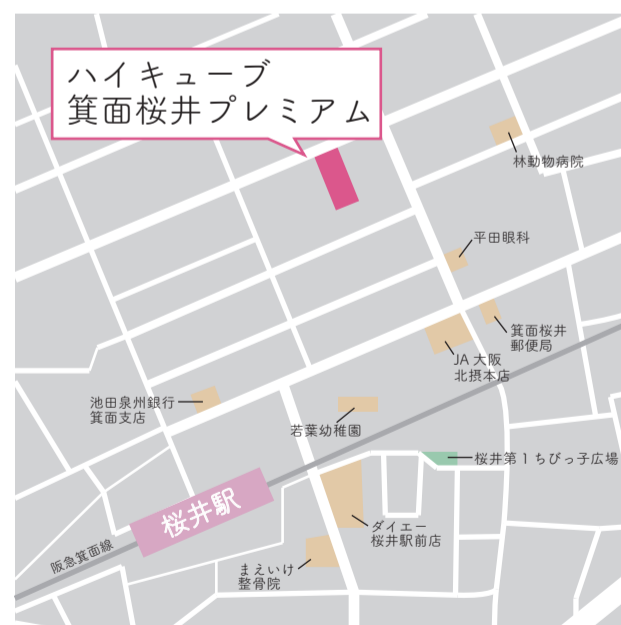 ハイキューブ
箕面桜井プレミアム
林動物病院
平田眼科
箕面桜井
郵便局
JA 大阪
北摂本店
池田泉州銀行
箕面支店
若葉幼稚園
桜井第1ちびっ子広場
桜井駅
ダイエー
桜井駅前店
阪急箕面線
まえいけ
整骨院